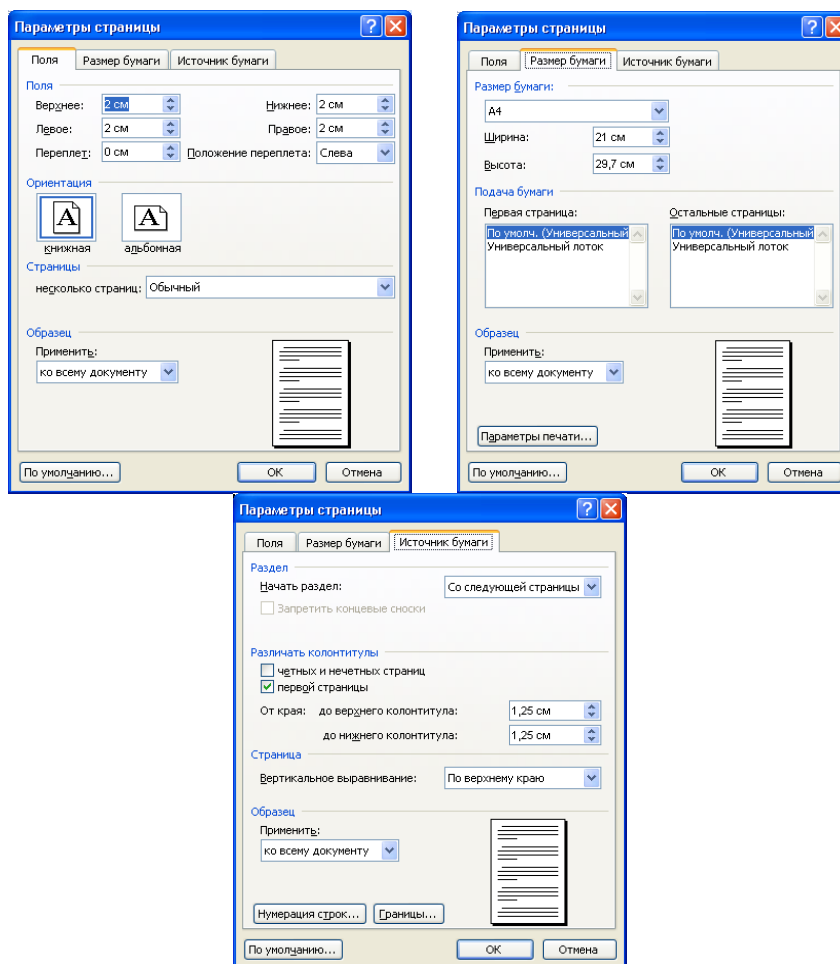 Параметры страницы
Поля Размер бумаги Источник бумаги
Поля
Верхнее: 2 см Нижнее: 2 см
Левое: 2 см Правое: 2 см
Переплет: 0 см Положение переплета: Слева
Ориентация
A A
книжная альбомная
Страницы
несколько страниц: Обычный
Образец
Применить:
ко всему документу
По умолчанию... ОК Отмена
Параметры страницы
Поля Размер бумаги Источник бумаги
Размер бумаги:
A4
Ширина: 21 см
Высота: 29,7 см
Подача бумаги
Первая страница: Остальные страницы:
По умолч. (Универсальный По умолч. (Универсальный
Универсальный лоток Универсальный лоток
Образец
Применить:
ко всему документу
Параметры печати...
По умолчанию... ОК Отмена
Параметры страницы
Поля Размер бумаги Источник бумаги
Раздел
Начать раздел: Со следующей страницы
Запретить концевые сноски
Различать колонтитулы
четных и нечетных страниц
первой страницы
От края: до верхнего колонтитула: 1,25 см
до нижнего колонтитула: 1,25 см
Страница
Вертикальное выравнивание: По верхнему краю
Образец
Применить:
ко всему документу
Нумерация строк... Границы...
По умолчанию... ОК Отмена